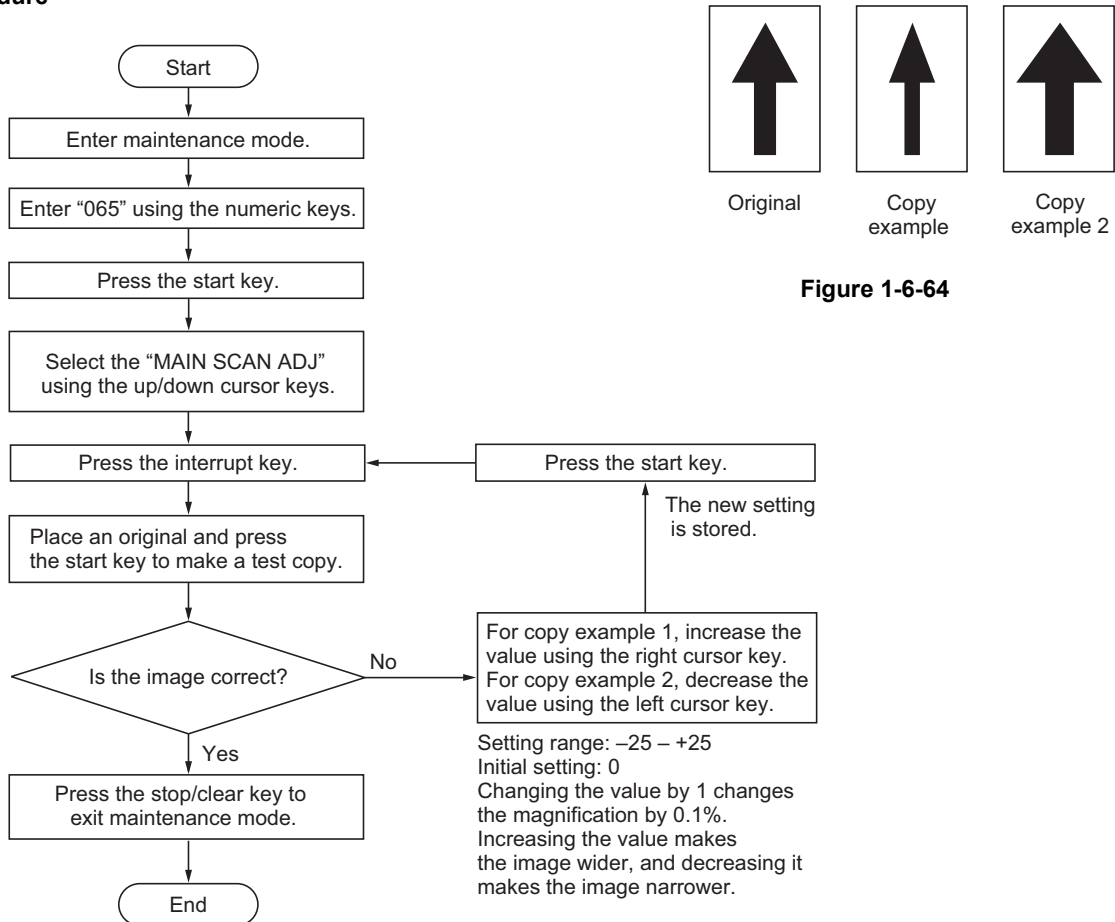 Start
Enter maintenance mode.
Enter “065” using the numeric keys.
Press the start key.
Select the “MAIN SCAN ADJ”
using the up/down cursor keys.
Press the interrupt key.
Place an original and press
the start key to make a test copy.
Is the image correct?
Yes
Press the stop/clear key to
exit maintenance mode.
End
No
For copy example 1, increase the
value using the right cursor key.
For copy example 2, decrease the
value using the left cursor key.
Setting range: –25 – +25
Initial setting: 0
Changing the value by 1 changes
the magnification by 0.1%.
Increasing the value makes
the image wider, and decreasing it
makes the image narrower.
The new setting
is stored.
Press the start key.
Original
Copy
example
Copy
example 2
Figure 1-6-64